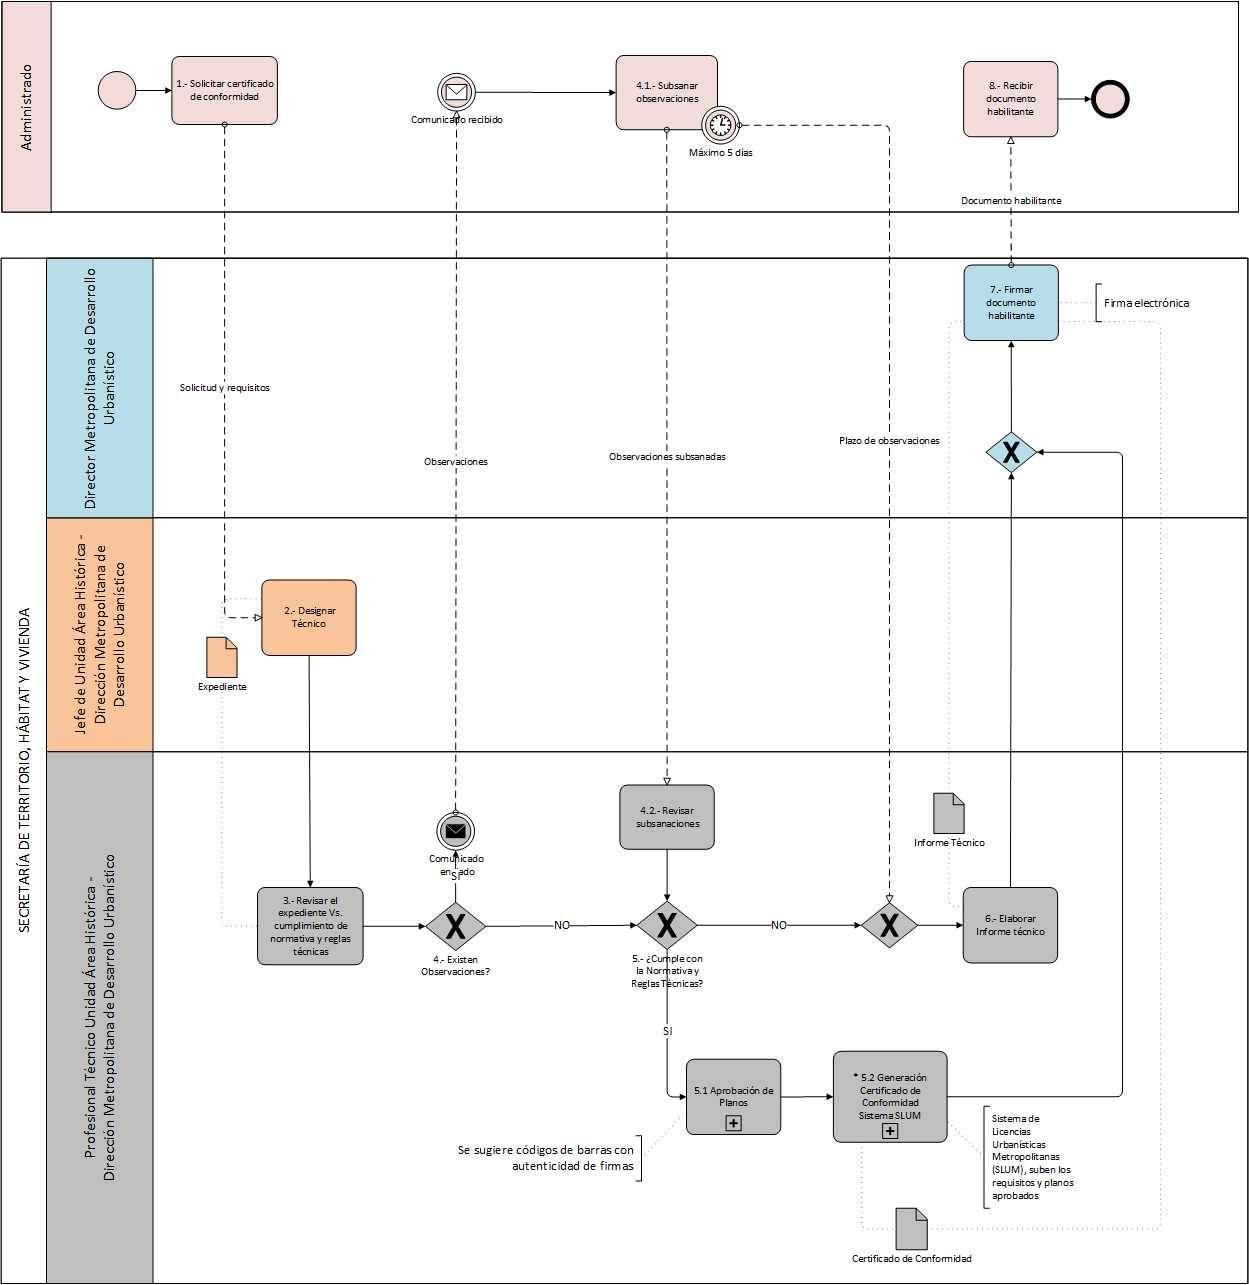 Administrado
1.- Solicitar certificado
de conformidad
Comunicado recibido
4.1.- Subsanar
observaciones
Máximo 5 días
8.- Recibir
documento
habilitante
Documento habilitante
SECRETARÍA DE TERRITORIO, HÁBITAT Y VIVIENDA
Director Metropolitana de Desarrollo
Urbanístico
7.- Firmar
documento
habilitante
Firma electrónica
Solicitud y requisitos
Observaciones
Observaciones subsanadas
Plazo de observaciones
X
Jefe de Unidad Área Histórica -
Dirección Metropolitana de
Desarrollo Urbanístico
2.- Designar
Técnico
Expediente
Profesional Técnico Unidad Área Histórica -
Dirección Metropolitana de Desarrollo Urbanístico
4.2.- Revisar
subsanaciones
Informe Técnico
Comunicado
enviado
SI
3.- Revisar el
expediente Vs.
cumplimiento de
normativa y reglas
técnicas
X
4.- Existen
Observaciones?
NO
X
5.- ¿Cumple con
la Normativa y
Reglas Técnicas?
NO
X
6.- Elaborar
Informe técnico
SI
5.1 Aprobación de
Planos
* 5.2 Generación
Certificado de
Conformidad
Sistema SLUM
Se sugiere códigos de barras con
autenticidad de firmas
Sistema de
Licencias
Urbanísticas
Metropolitanas
(SLUM), suben los
requisitos y planos
aprobados
Certificado de Conformidad